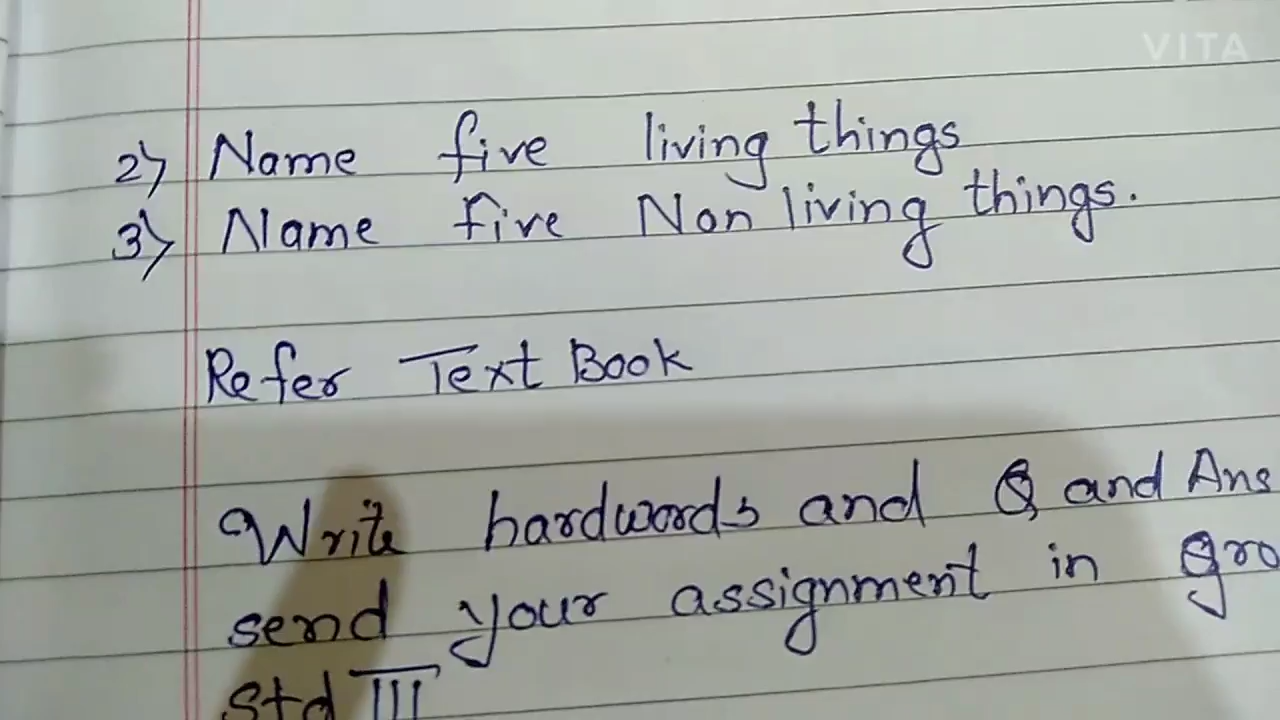 VITA
2) Name five living things
3) Name five Non living things.
Refer Text Book
Write hardwords and Q and Ans
send your assignment in gro
Std III